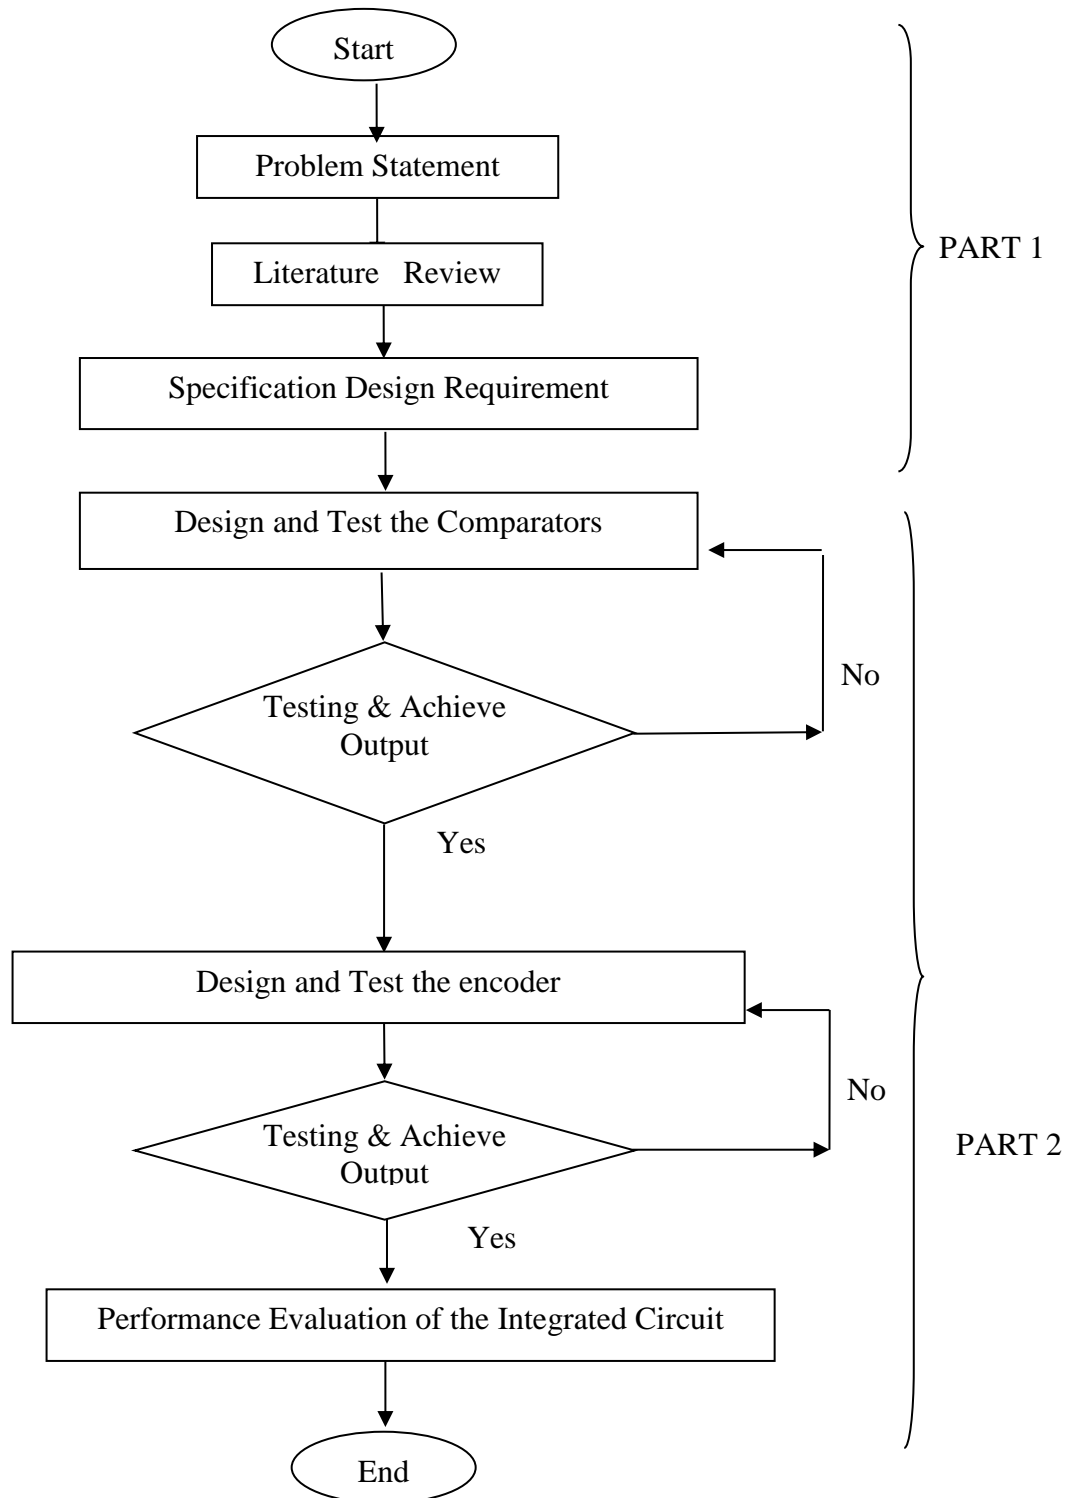 Start
Problem Statement
Literature Review
PART 1
Specification Design Requirement
Design and Test the Comparators
No
Testing & Achieve
Output
Yes
Design and Test the encoder
No
Testing & Achieve
Output
PART 2
Yes
Performance Evaluation of the Integrated Circuit
End